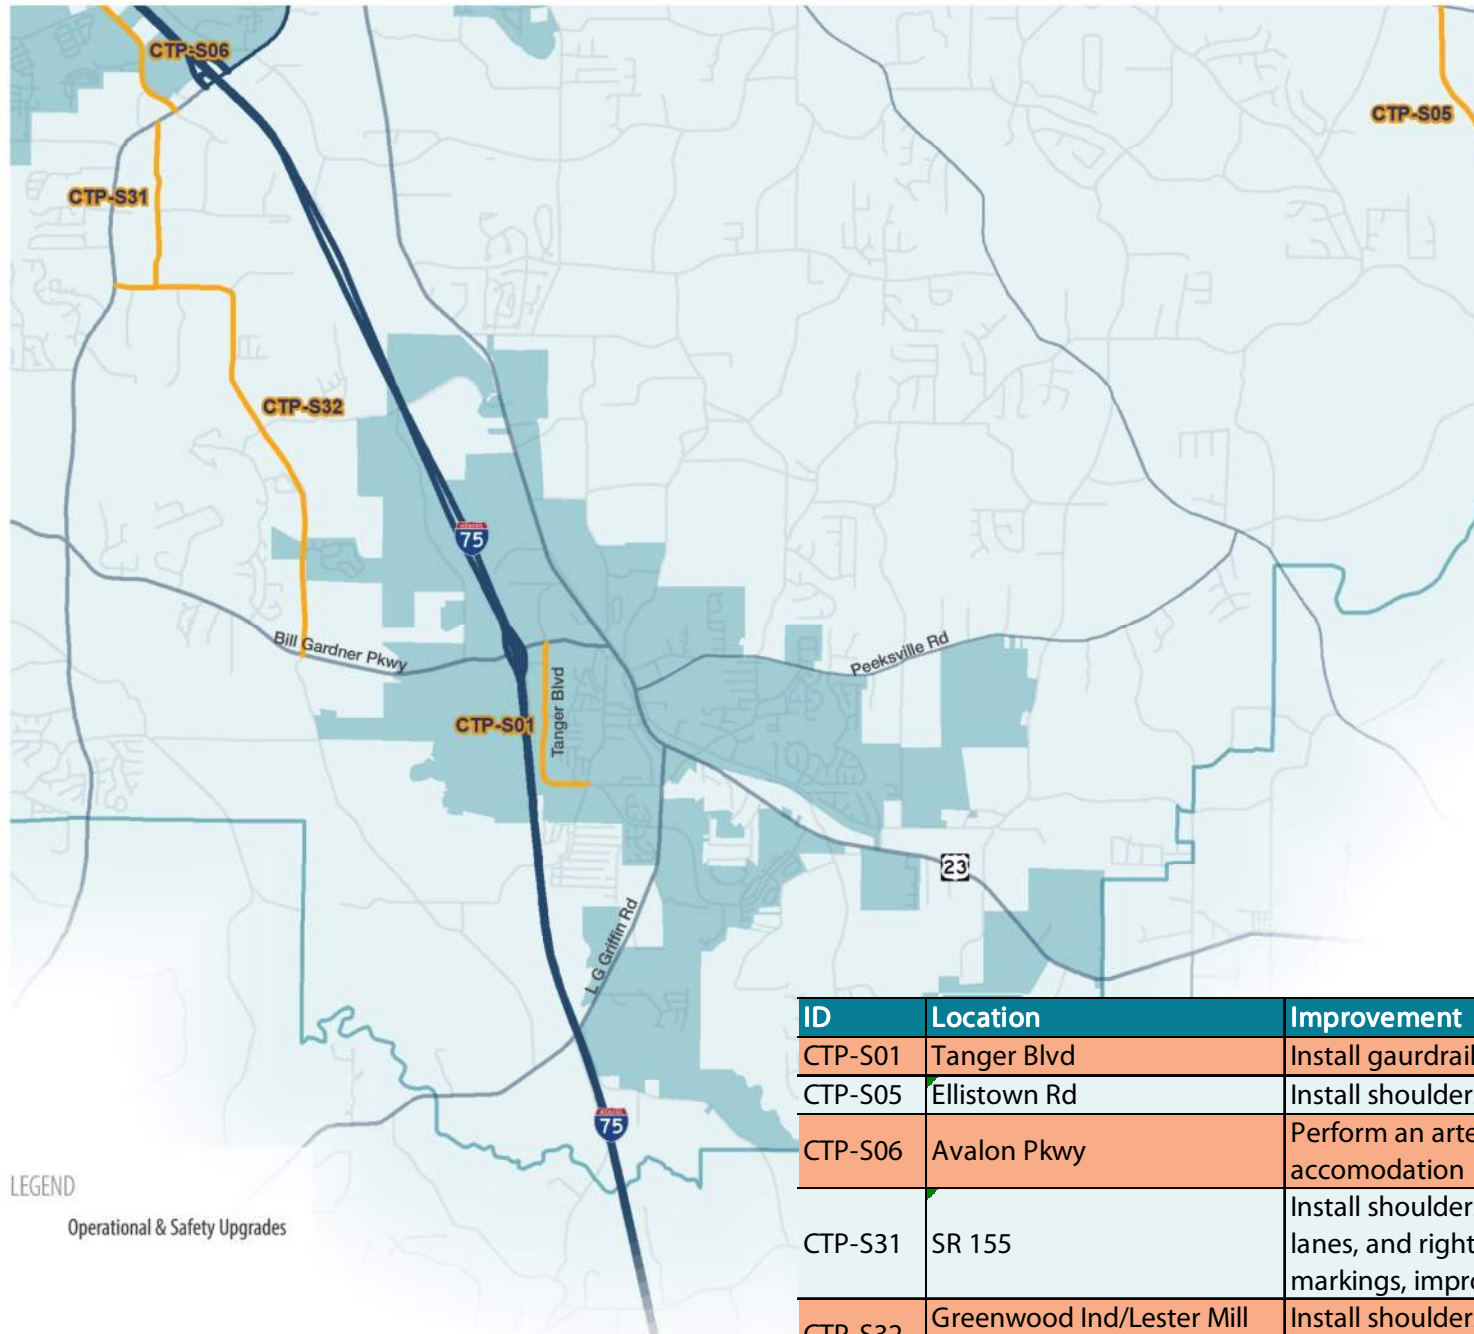 CTP-S06
CTP-S05
CTP-S31
CTP-S32
75
Bill Gardner Pkwy
Peeksville Rd
Tanger Blvd
CTP-S01
23
L G Griffin Rd
75
LEGEND
Operational & Safety Upgrades
ID Location Improvement
CTP-S01 Tanger Blvd Install gaurdrail
CTP-S05 Ellistown Rd Install shoulder
CTP-S06 Avalon Pkwy Perform an arte
accomodation
CTP-S31 SR 155 Install shoulder
lanes, and right
markings, impro
CTP-S32 Greenwood Ind/Lester Mill Install shoulder